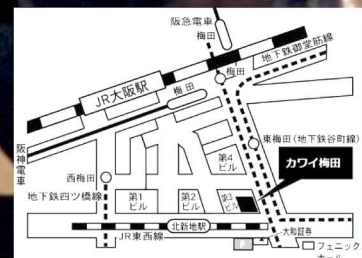 阪急電車
梅田
地下鉄御堂筋線
JR大阪駅
梅田
梅田
阪神電車
東梅田(地下鉄谷町線)
カワイ梅田
西梅田
第4
ビル
地下鉄四ツ橋線
第1
ビル
第2
ビル
第3
ビル
北新地駅
JR東西線
大和証券
P
フェニックス
ホール